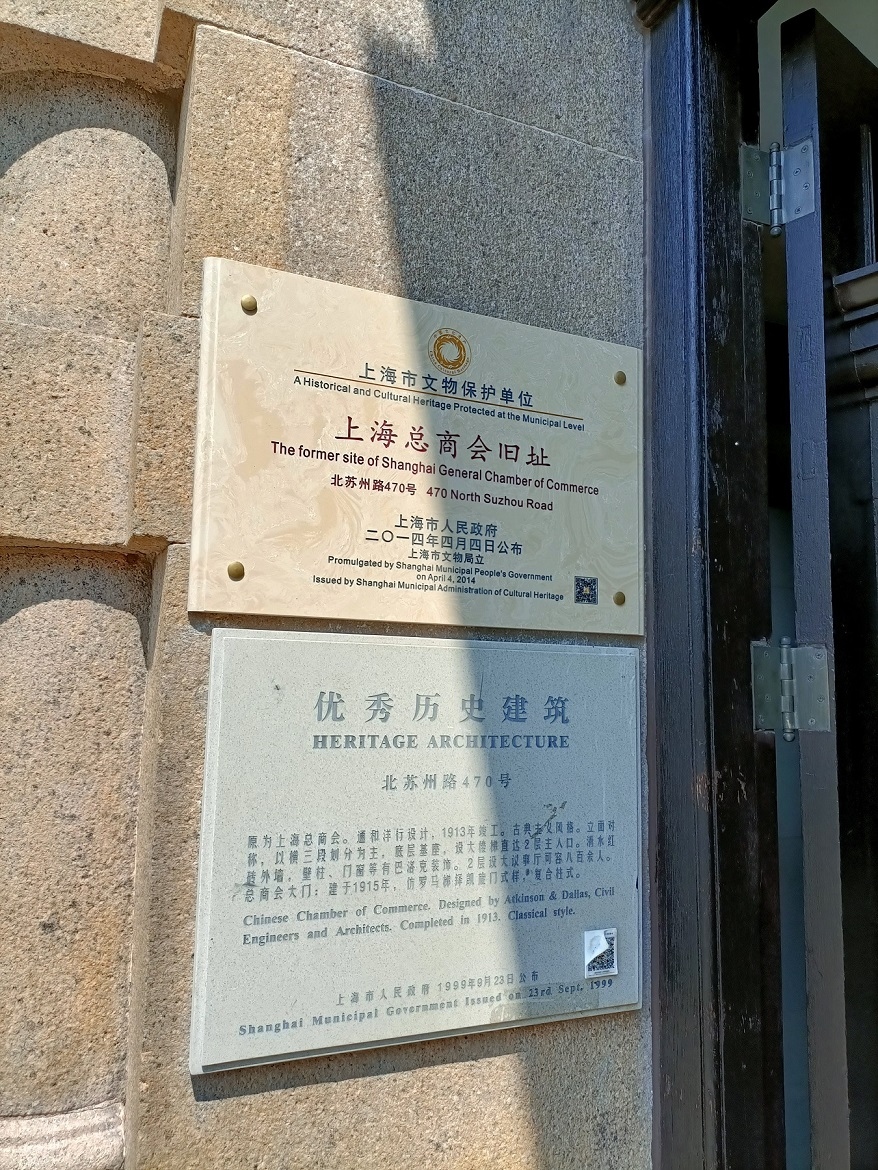 上海市文物保护单位
A Historical and Cultural Heritage Protected at the Municipal Level
上海总商会旧址
The former site of Shanghai General Chamber of Commerce
北苏州路470号 470 North Suzhou Road
上海市人民政府
二〇一四年四月四日公布
上海市文物局立
Promulgated by Shanghai Municipal People's Government
on April 4, 2014
Issued by Shanghai Municipal Administration of Cultural Heritage
优秀历史建筑
HERITAGE ARCHITECTURE
北苏州路470号
原为上海总商会。通和洋行设计，1913年竣工。古典主义风格。立面对
称，以横三段划分为主，底层基座，设大楼梯直达2层主入口。清水红
砖外墙，壁柱、门窗等有巴洛克装饰。2层设大议事厅可容八百余人。
总商会大门：建于1915年，仿罗马梯铎凯旋门式样，复合柱式。
Chinese Chamber of Commerce. Designed by Atkinson & Dallas, Civil
Engineers and Architects. Completed in 1913. Classical style.
上海市人民政府 1999年9月23日公布
Shanghai Municipal Government Issued on 23rd Sept. 1999